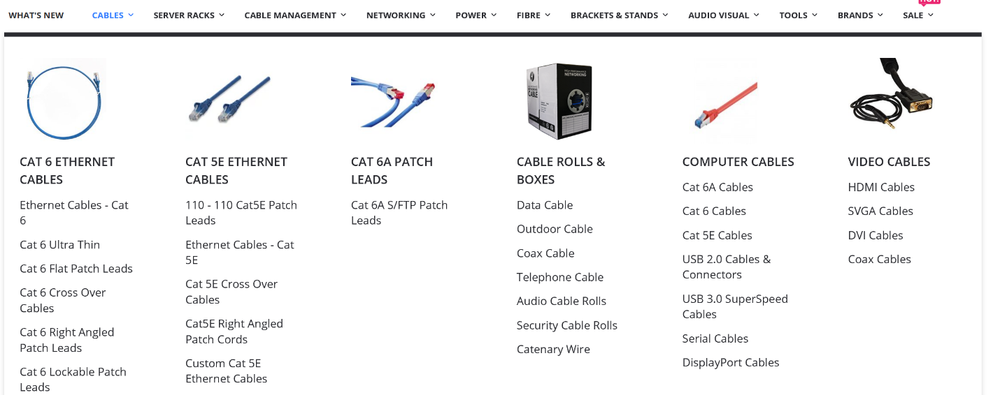 HOT!
WHAT'S NEW
CABLES
SERVER RACKS
CABLE MANAGEMENT
NETWORKING
POWER
FIBRE
BRACKETS & STANDS
AUDIO VISUAL
TOOLS
BRANDS
SALE
CAT 6 ETHERNET
CABLES
Ethernet Cables - Cat
6
Cat 6 Ultra Thin
Cat 6 Flat Patch Leads
Cat 6 Cross Over
Cables
Cat 6 Right Angled
Patch Leads
Cat 6 Lockable Patch
Leads
CAT 5E ETHERNET
CABLES
110 - 110 Cat5E Patch
Leads
Ethernet Cables - Cat
5E
Cat 5E Cross Over
Cables
Cat5E Right Angled
Patch Cords
Custom Cat 5E
Ethernet Cables
CAT 6A PATCH
LEADS
Cat 6A S/FTP Patch
Leads
NETWORKING
CABLE
CABLE ROLLS &
BOXES
Data Cable
Outdoor Cable
Coax Cable
Telephone Cable
Audio Cable Rolls
Security Cable Rolls
Catenary Wire
COMPUTER CABLES
Cat 6A Cables
Cat 6 Cables
Cat 5E Cables
USB 2.0 Cables &
Connectors
USB 3.0 SuperSpeed
Cables
Serial Cables
DisplayPort Cables
VIDEO CABLES
HDMI Cables
SVGA Cables
DVI Cables
Coax Cables